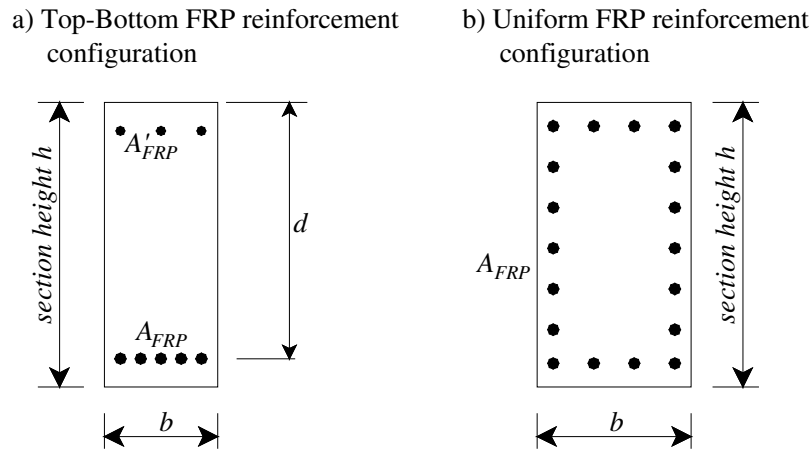 a) Top-Bottom FRP reinforcement
configuration
section height h
A'FRP
d
AFRP
b
b) Uniform FRP reinforcement
configuration
AFRP
section height h
b